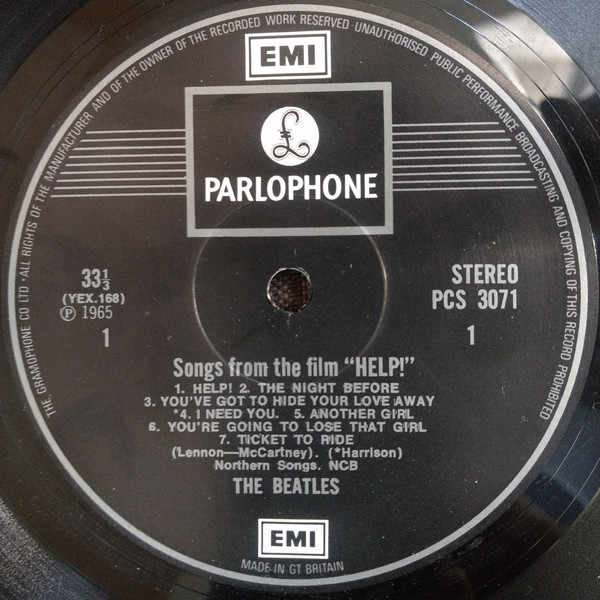 THE GRAMOPHONE CO LTD · ALL RIGHTS OF THE MANUFACTURER AND OF THE OWNER OF THE RECORDED WORK RESERVED · UNAUTHORISED PUBLIC PERFORMANCE BROADCASTING AND COPYING OF THIS RECORD PROHIBITED
EMI
£
PARLOPHONE
33⅓
(YEX.168)
Ⓟ 1965
1
STEREO
PCS 3071
1
Songs from the film “HELP!”
1. HELP! 2. THE NIGHT BEFORE
3. YOU'VE GOT TO HIDE YOUR LOVE AWAY
*4. I NEED YOU. 5. ANOTHER GIRL
6. YOU'RE GOING TO LOSE THAT GIRL
7. TICKET TO RIDE
(Lennon—McCartney). (*Harrison)
Northern Songs. NCB
THE BEATLES
EMI
MADE IN GT BRITAIN